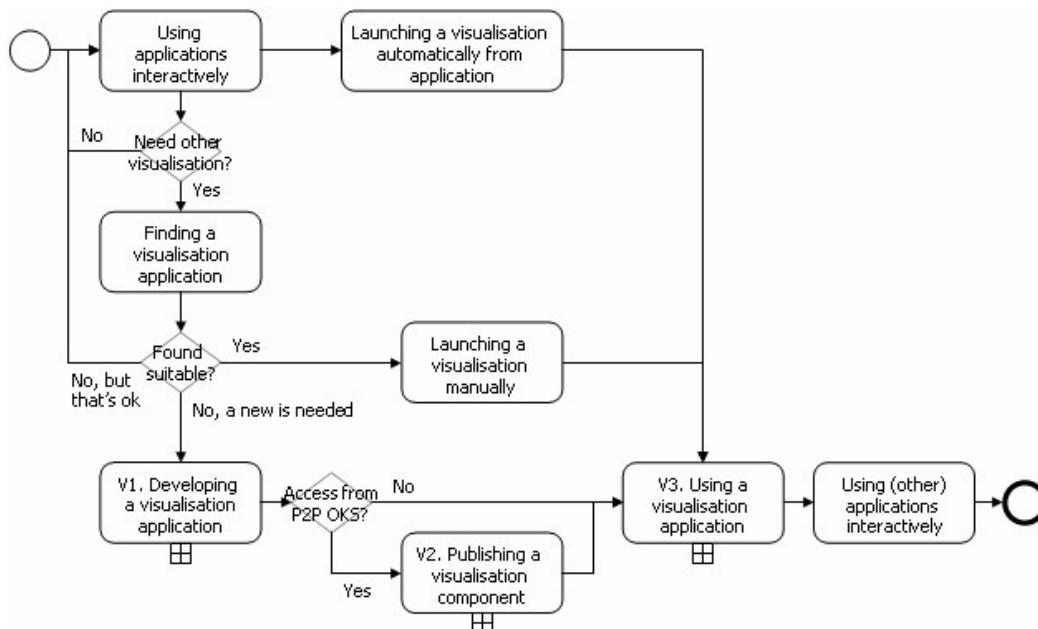 Using
applications
interactively
Launching a visualisation
automatically from
application
No
Need other
visualisation?
Yes
Finding a
visualisation
application
Found
suitable?
Yes
Launching a
visualisation
manually
No, but
that's ok
No, a new is needed
V1. Developing
a visualisation
application
Access from
P2P OKS?
No
V3. Using a
visualisation
application
Using (other)
applications
interactively
Yes
V2. Publishing a
visualisation
component